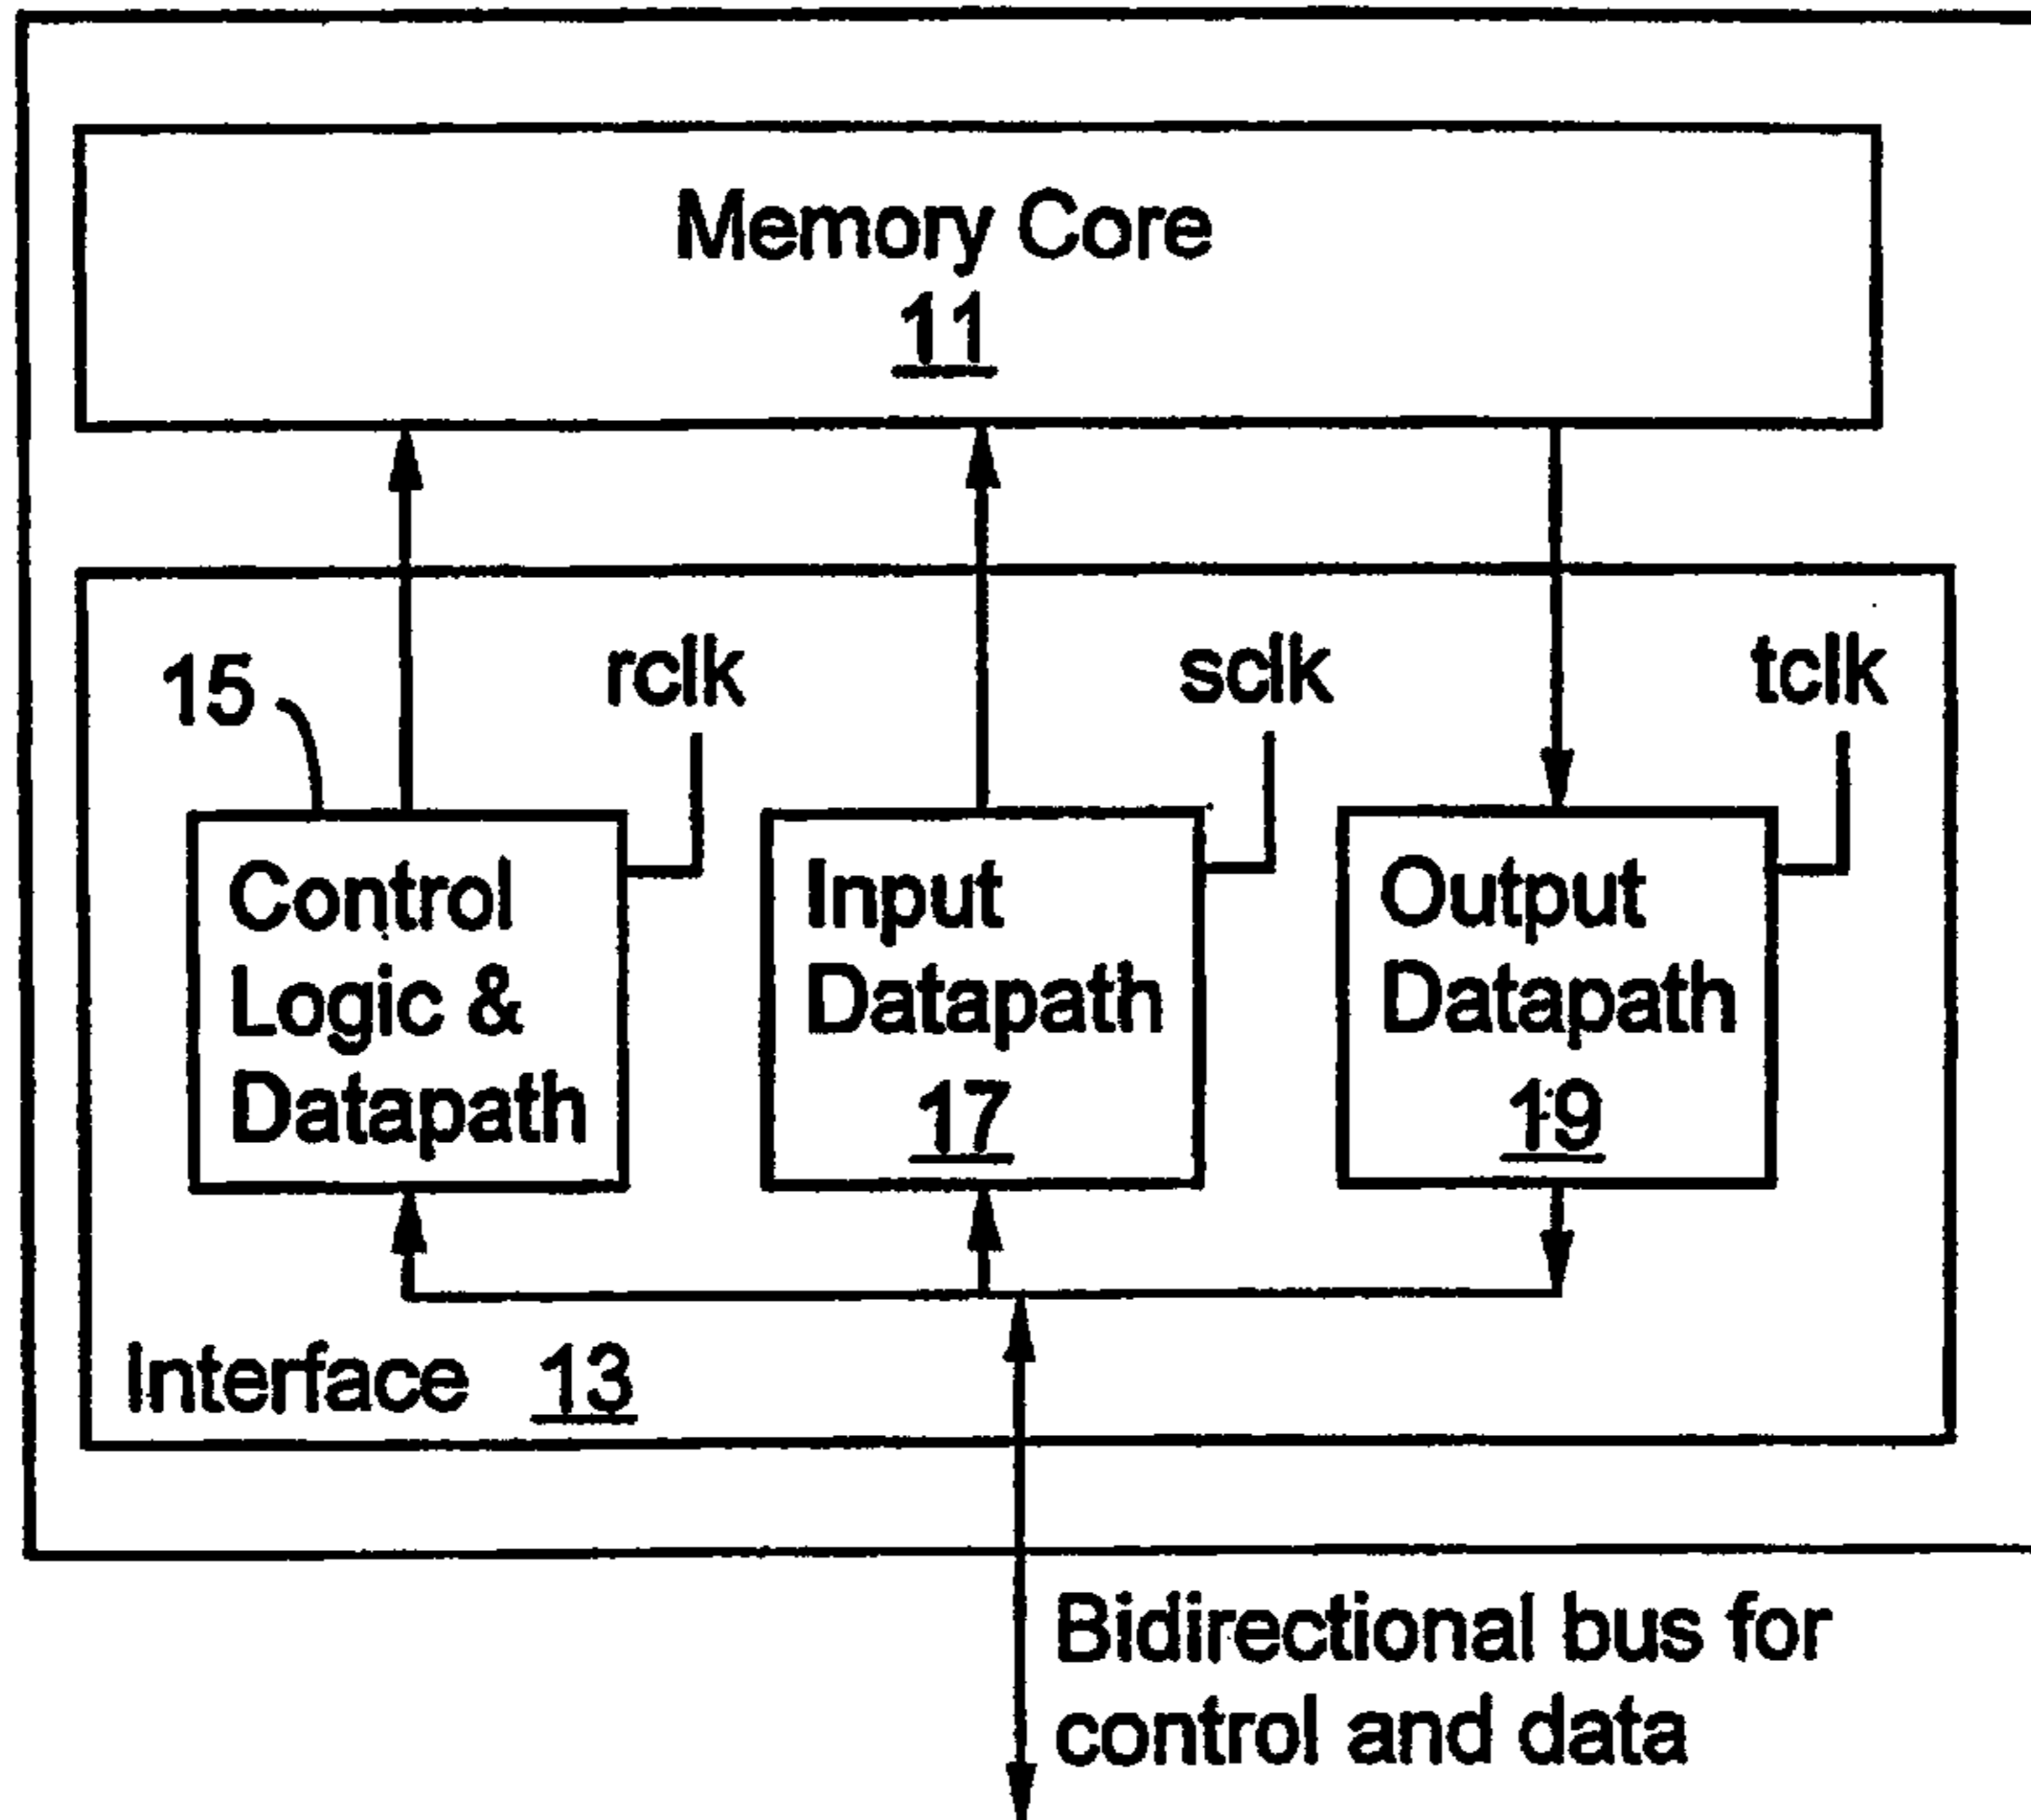 Memory Core
11
15
rclk
sclk
tclk
Control
Logic &
Datapath
Input
Datapath
17
Output
Datapath
19
Interface 13
Bidirectional bus for
control and data